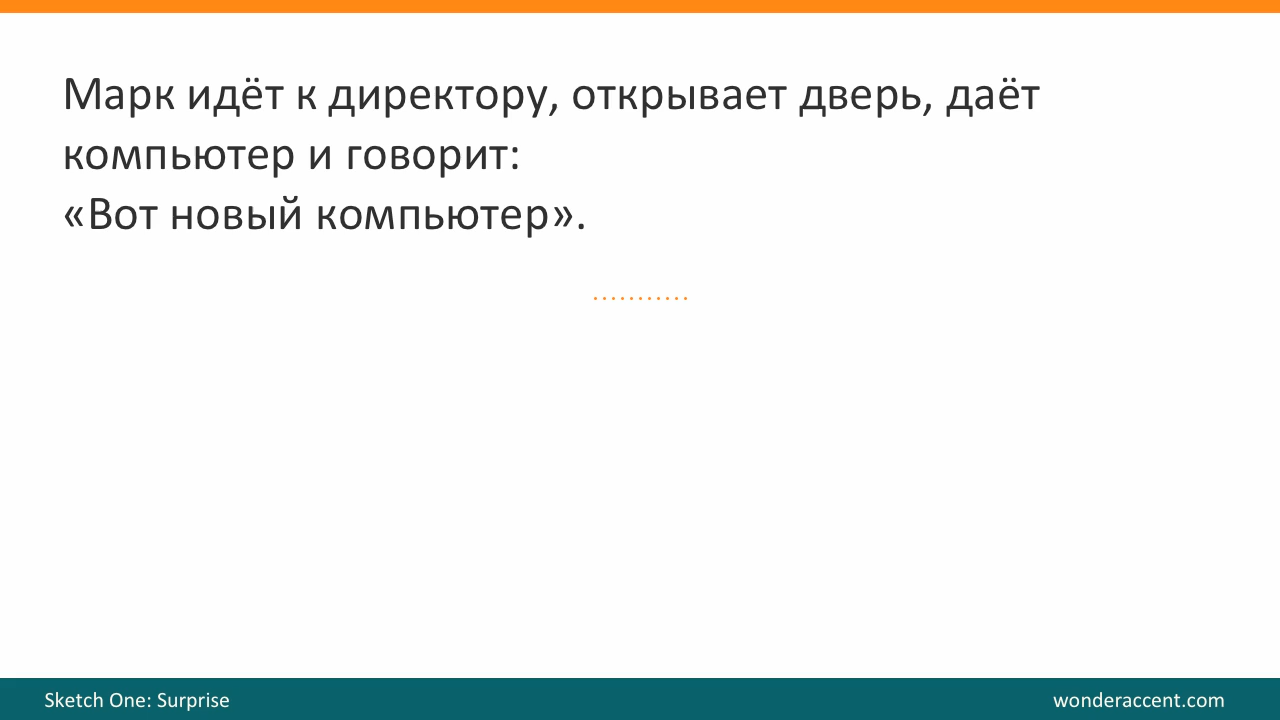 Марк идёт к директору, открывает дверь, даёт
компьютер и говорит:
«Вот новый компьютер».
...........
Sketch One: Surprise
wonderaccent.com